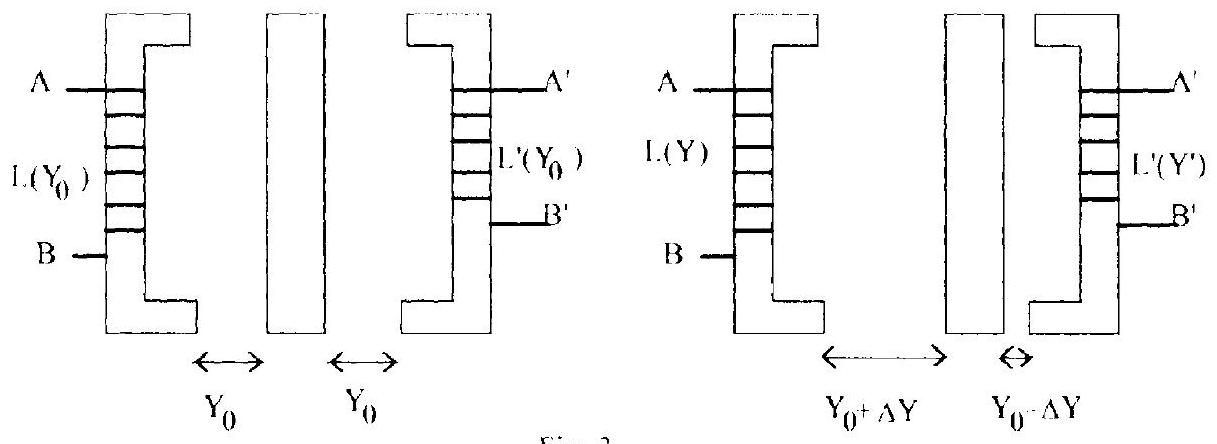 A A' A A'
L(Y0) L'(Y0) L(Y) L'(Y')
B B' B B'
Y0 Y0 Y0+ΔY Y0-ΔY